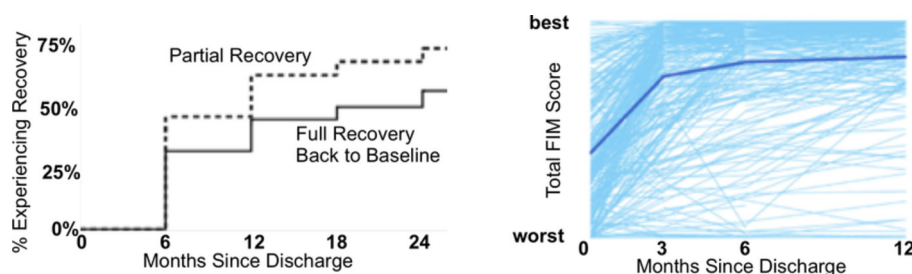 % Experiencing Recovery
75%
50%
25%
0%
Partial Recovery
Full Recovery
Back to Baseline
0 6 12 18 24
Months Since Discharge
Total FIM Score
best
worst
0 3 6 12
Months Since Discharge